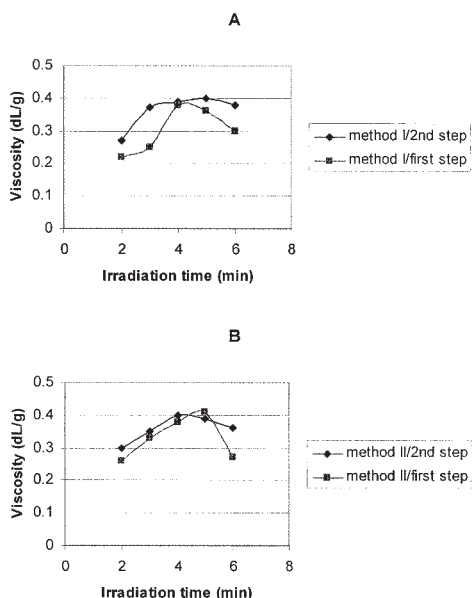 A
0.5
0.4
0.3
0.2
0.1
0
Viscosity (dL/g)
0 2 4 6 8
Irradiation time (min)
method I/2nd step
method I/first step
B
0.5
0.4
0.3
0.2
0.1
0
Viscosity (dL/g)
0 2 4 6 8
Irradiation time (min)
method II/2nd step
method II/first step